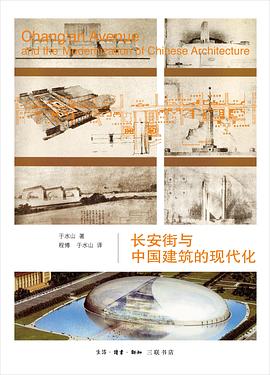 Chang'an Avenue
and the Modernization of Chinese Architecture
于水山 著
程博 于水山 译
长安街与
中国建筑的现代化
生活·读书·新知 三联书店